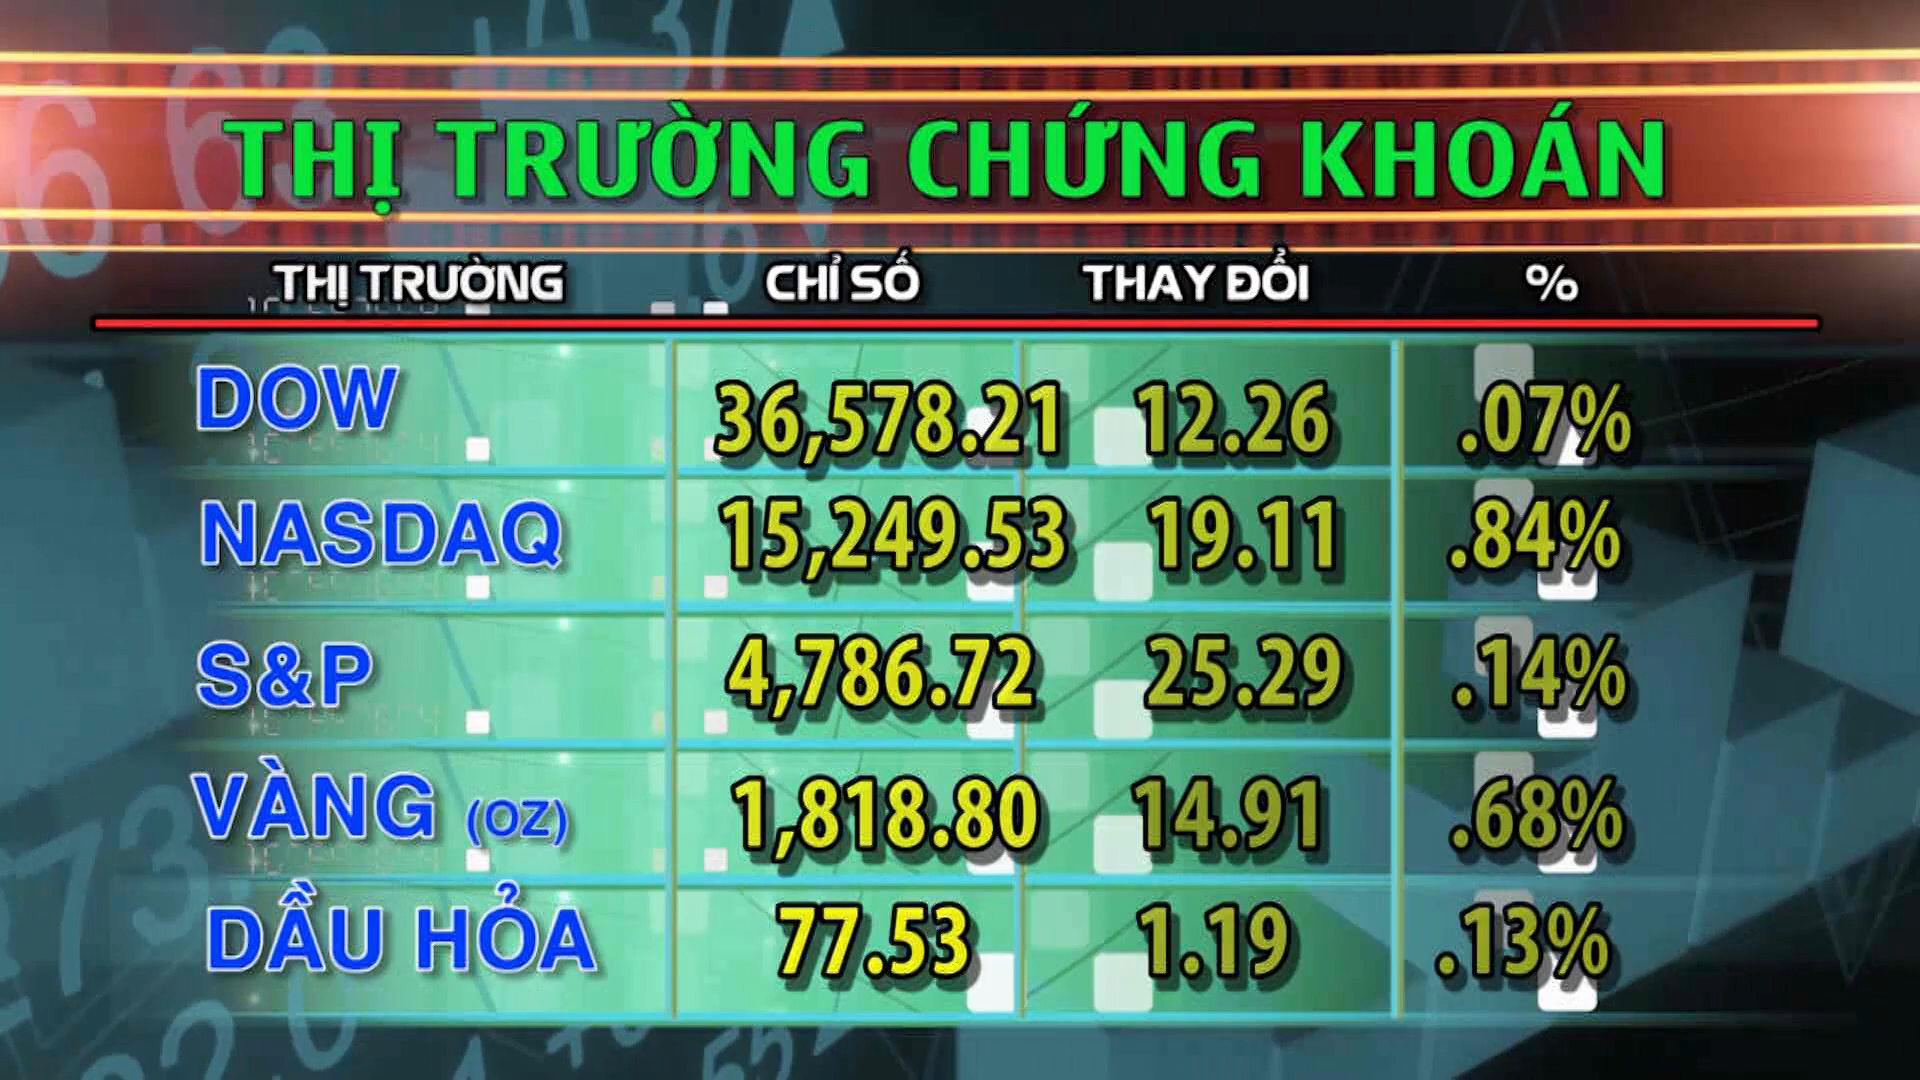 THỊ TRƯỜNG CHỨNG KHOÁN
THỊ TRƯỜNG CHỈ SỐ THAY ĐỔI %
DOW 36,578.21 12.26 .07%
NASDAQ 15,249.53 19.11 .84%
S&P 4,786.72 25.29 .14%
VÀNG (OZ) 1,818.80 14.91 .68%
DẦU HỎA 77.53 1.19 .13%